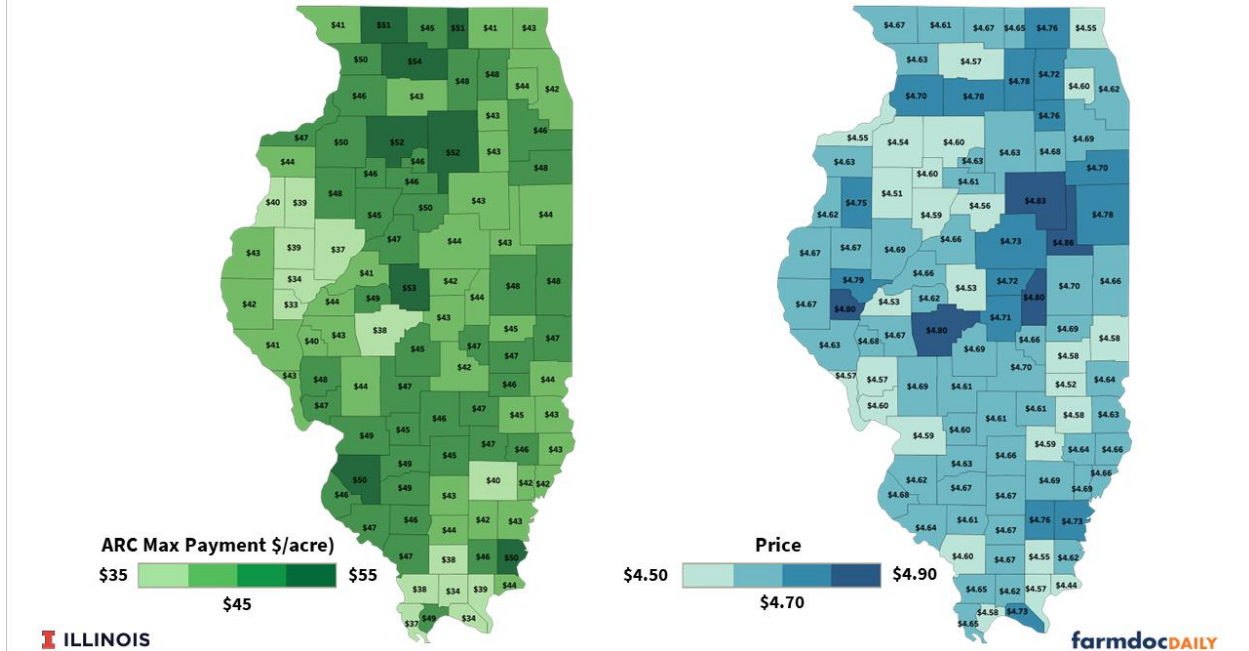 $41 $51 $45 $51 $41 $43
$50 $54 $48 $48 $44 $42
$46 $43 $43 $46
$47 $50 $52 $46 $52 $43 $48
$44 $46 $46
$40 $39 $48 $45 $50 $43 $44
$43 $39 $37 $47 $44 $43
$34 $41 $53 $42 $48 $48
$42 $33 $44 $49 $44
$41 $40 $43 $38 $43 $45 $47
$45 $42 $47 $47
$43 $48 $44 $47 $46 $44
$47 $46 $47 $45 $43
$49 $45 $45 $47 $46 $43
$50 $49 $40 $42 $42
$46 $49 $43
$47 $46 $44 $42 $43
$47 $38 $46 $50
$38 $34 $39 $44
$37 $49 $34
ARC Max Payment $/acre)
$35 $55
$45
ILLINOIS
$4.67 $4.61 $4.67 $4.65 $4.76 $4.55
$4.63 $4.57 $4.78 $4.72 $4.60 $4.62
$4.70 $4.78 $4.76 $4.69
$4.55 $4.54 $4.60 $4.63 $4.63 $4.68 $4.70
$4.63 $4.60 $4.61
$4.62 $4.75 $4.51 $4.59 $4.56 $4.83 $4.78
$4.67 $4.67 $4.69 $4.66 $4.73 $4.86
$4.79 $4.66 $4.53 $4.72 $4.70 $4.66
$4.67 $4.80 $4.53 $4.62 $4.80
$4.63 $4.68 $4.67 $4.80 $4.71 $4.69 $4.58
$4.69 $4.70 $4.66 $4.58
$4.57 $4.57 $4.69 $4.61 $4.52 $4.64
$4.60 $4.61 $4.61 $4.58 $4.63
$4.59 $4.60 $4.66 $4.59 $4.64 $4.66
$4.62 $4.63 $4.69 $4.69 $4.66
$4.68 $4.67 $4.67
$4.64 $4.61 $4.67 $4.76 $4.73
$4.60 $4.67 $4.55 $4.62
$4.65 $4.62 $4.57 $4.44
$4.65 $4.58 $4.73
Price
$4.50 $4.90
$4.70
farmdocDAILY